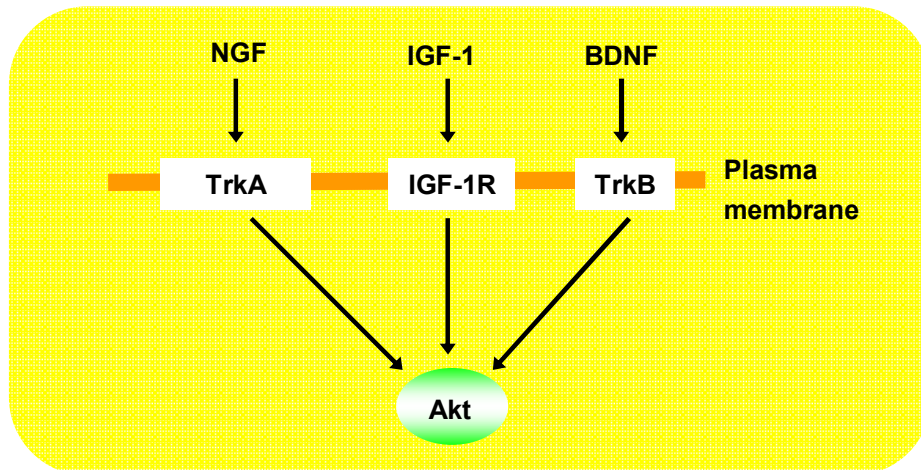 NGF
IGF-1
BDNF
TrkA
IGF-1R
TrkB
Plasma
membrane
Akt